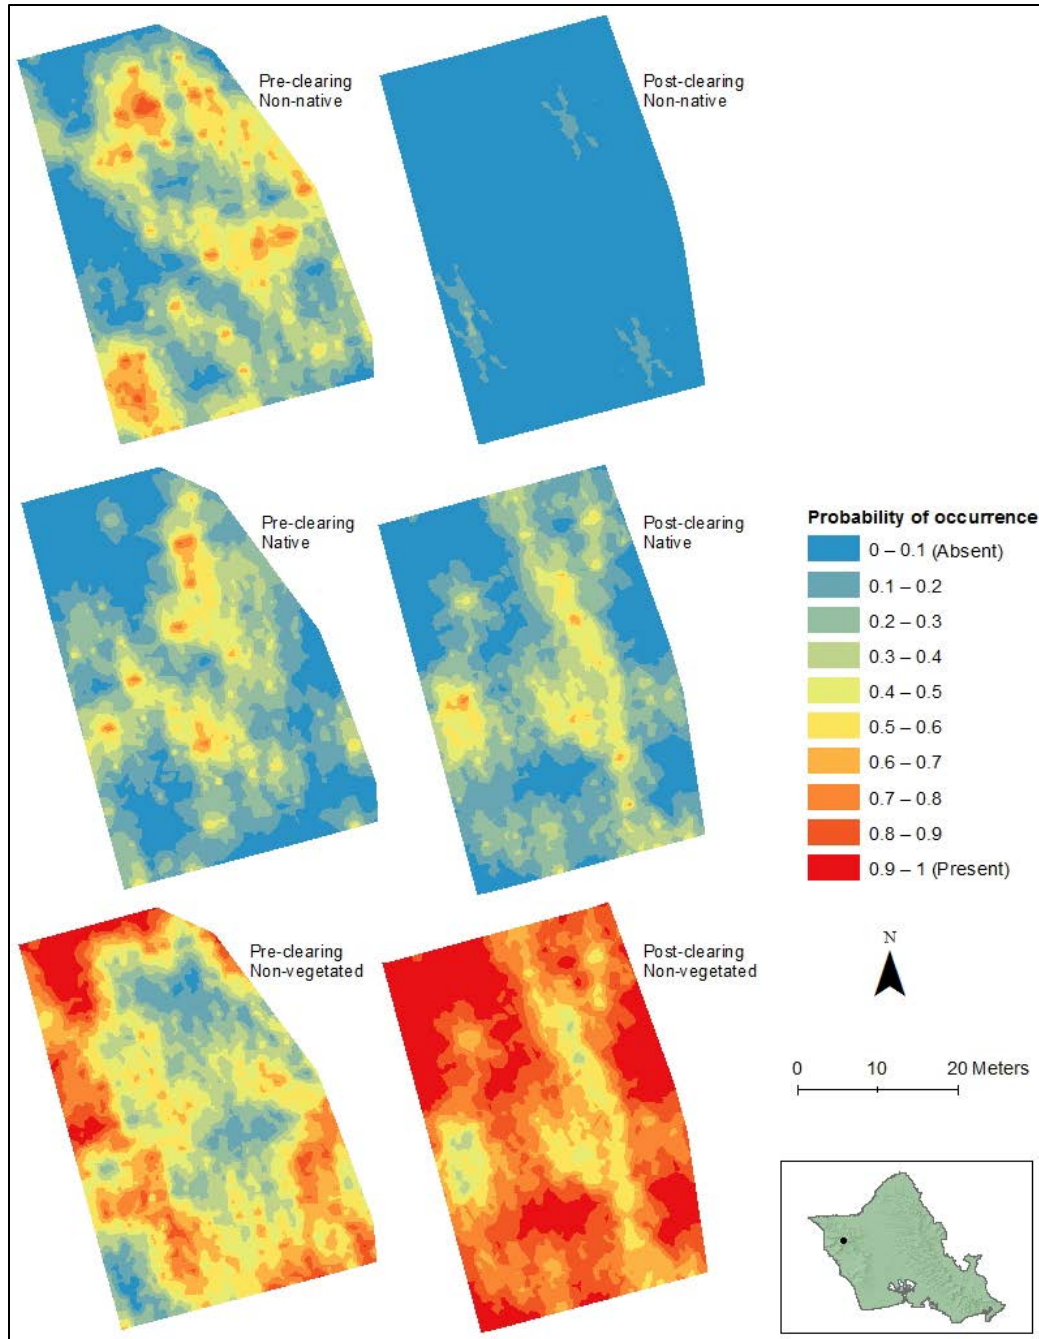 Pre-clearing
Non-native
Post-clearing
Non-native
Pre-clearing
Native
Post-clearing
Native
Probability of occurrence
0 – 0.1 (Absent)
0.1 – 0.2
0.2 – 0.3
0.3 – 0.4
0.4 – 0.5
0.5 – 0.6
0.6 – 0.7
0.7 – 0.8
0.8 – 0.9
0.9 – 1 (Present)
Pre-clearing
Non-vegetated
Post-clearing
Non-vegetated
N
0 10 20 Meters